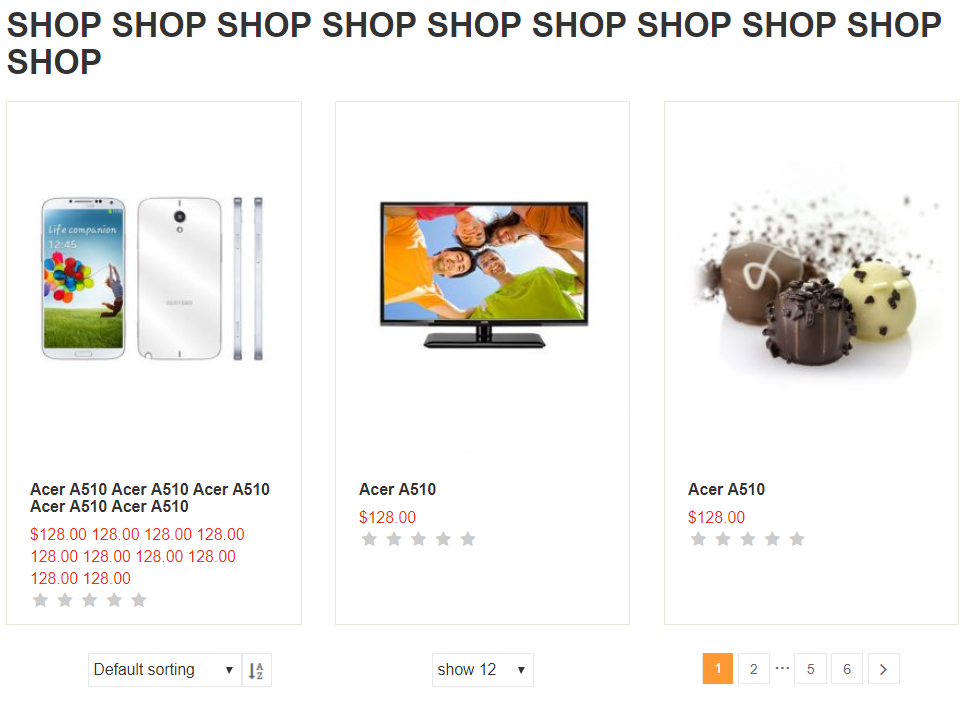 SHOP SHOP SHOP SHOP SHOP SHOP SHOP SHOP SHOP
SHOP
Life companion
12:45
SAMSUNG
Acer A510 Acer A510 Acer A510
Acer A510 Acer A510
$128.00 128.00 128.00 128.00
128.00 128.00 128.00 128.00
128.00 128.00
Acer A510
$128.00
Acer A510
$128.00
Default sorting
A
Z
show 12
1 2 ... 5 6